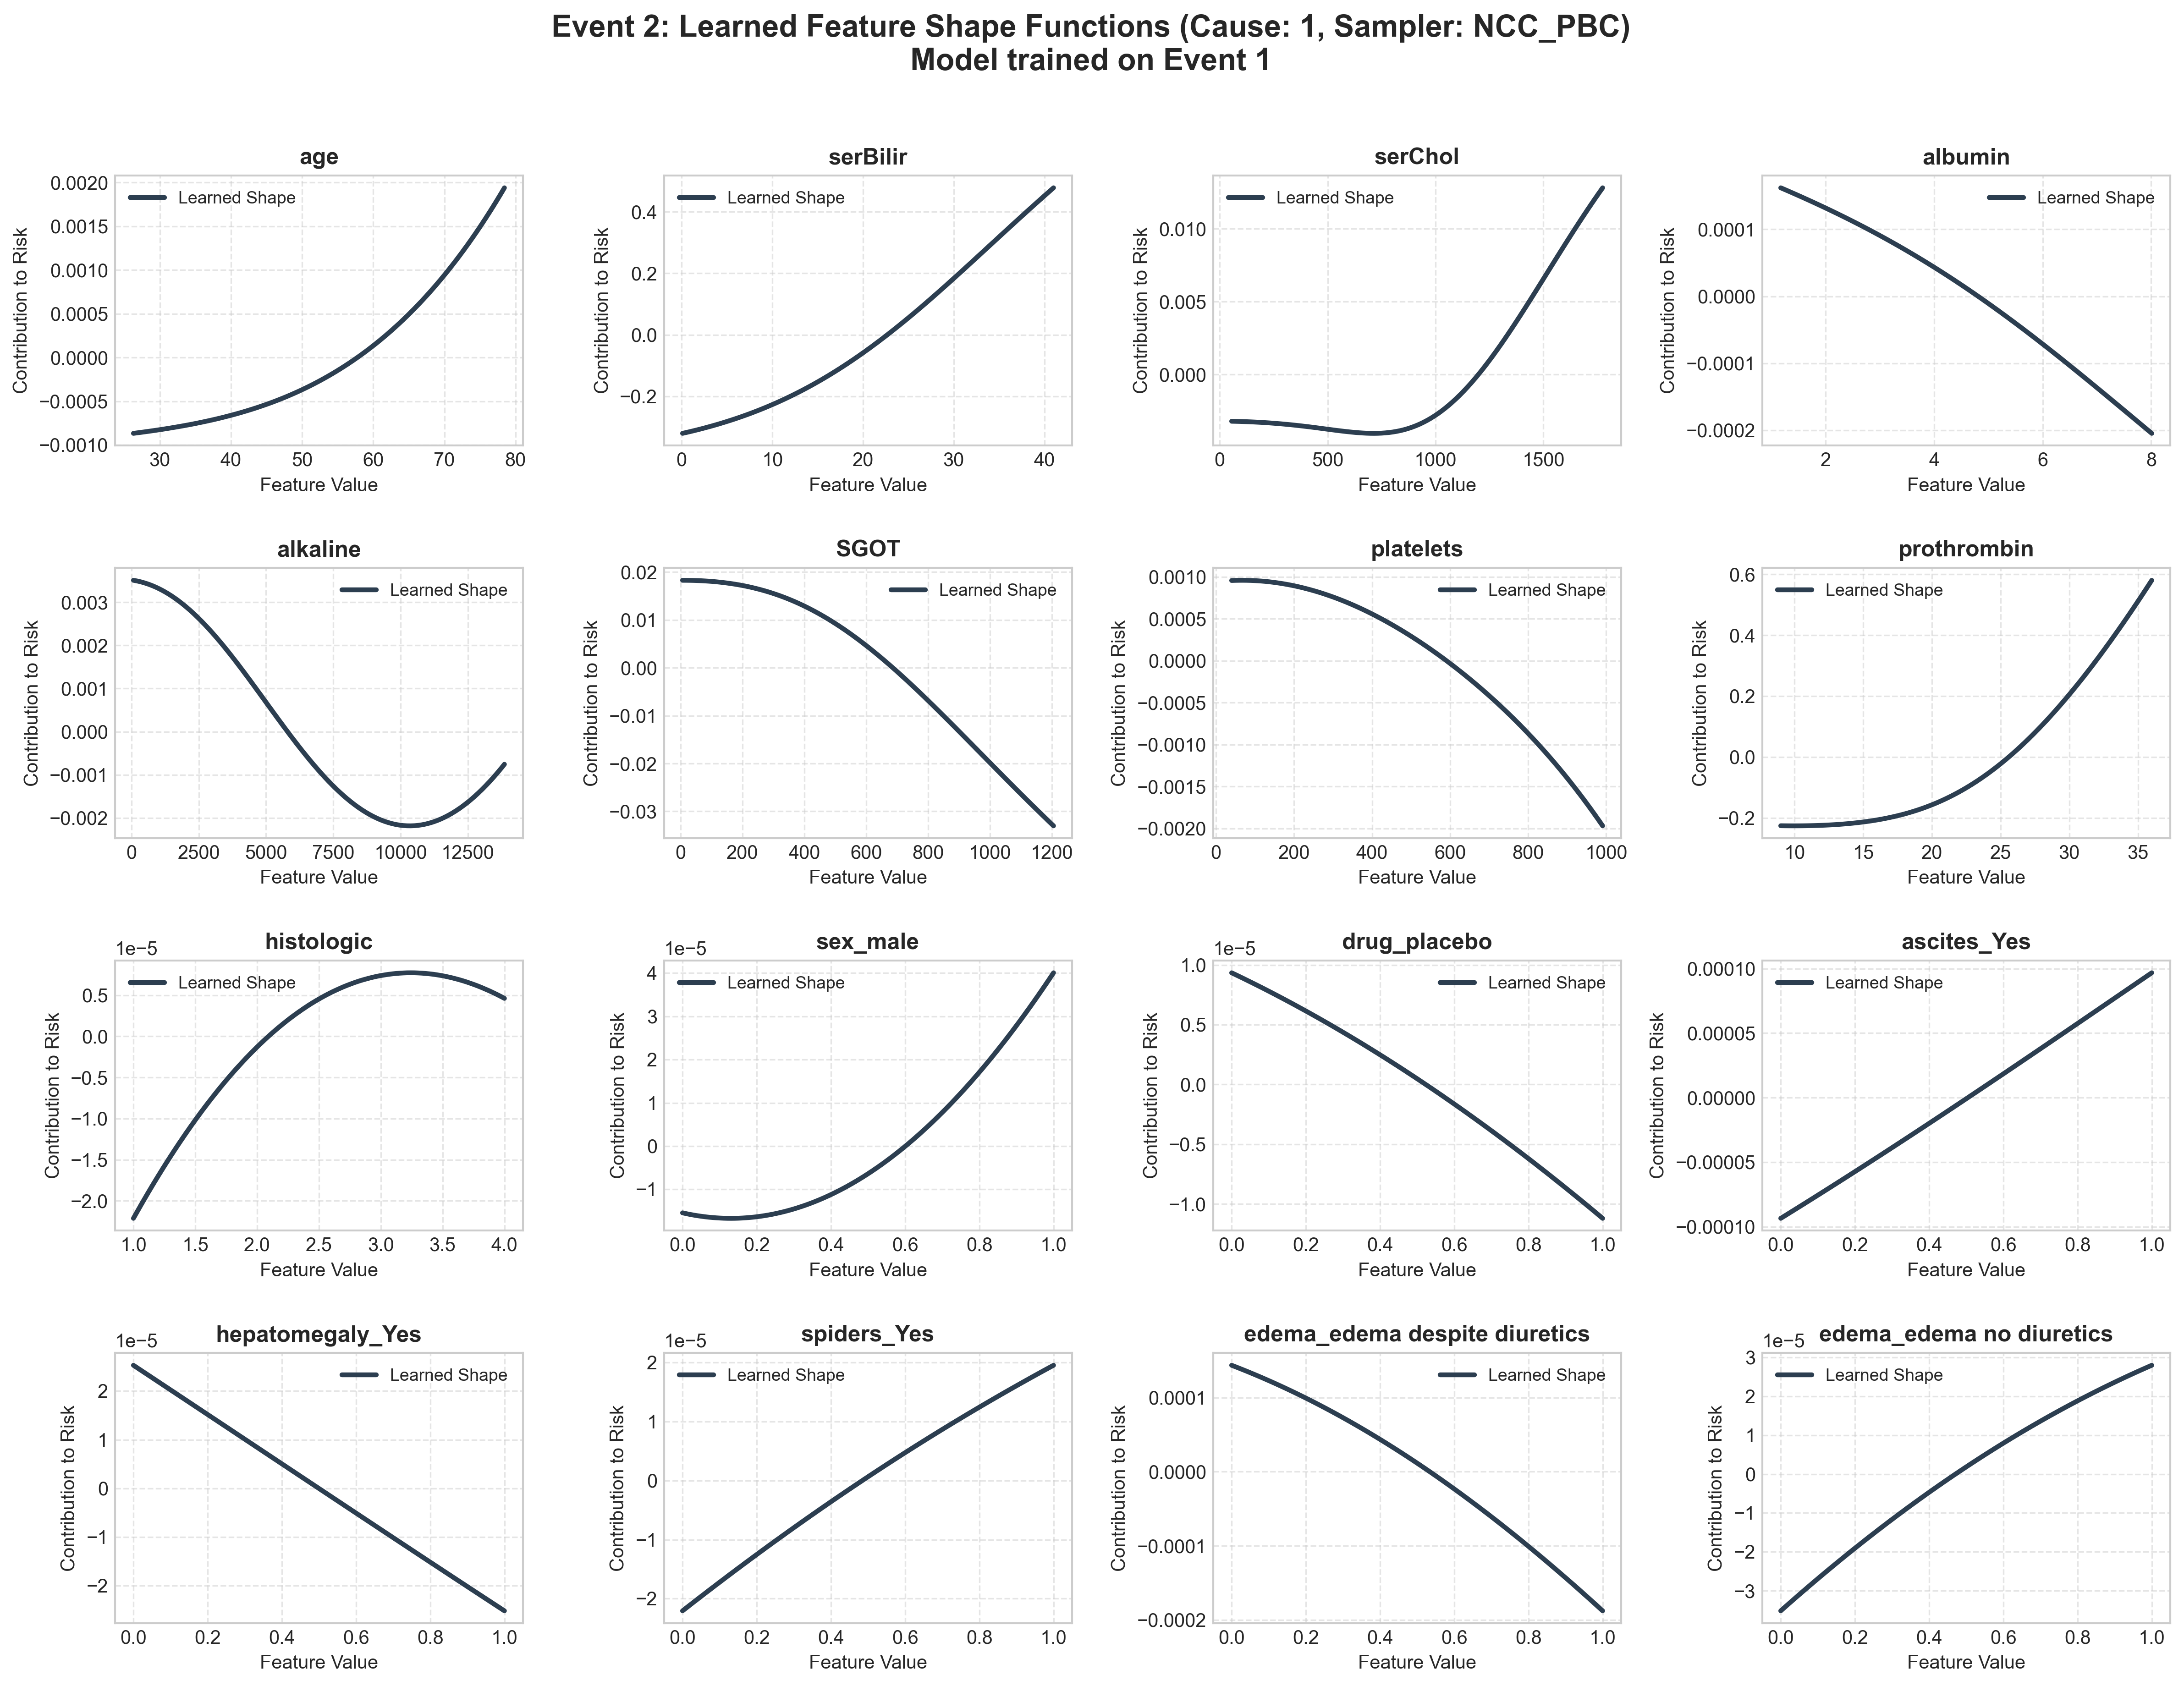 Event 2: Learned Feature Shape Functions (Cause: 1, Sampler: NCC_PBC)
Model trained on Event 1
age
Learned Shape
Contribution to Risk
0.0020
0.0015
0.0010
0.0005
0.0000
−0.0005
−0.0010
30 40 50 60 70 80
Feature Value
serBilir
Learned Shape
Contribution to Risk
0.4
0.2
0.0
−0.2
0 10 20 30 40
Feature Value
serChol
Learned Shape
Contribution to Risk
0.010
0.005
0.000
0 500 1000 1500
Feature Value
albumin
Learned Shape
Contribution to Risk
0.0001
0.0000
−0.0001
−0.0002
2 4 6 8
Feature Value
alkaline
Learned Shape
Contribution to Risk
0.003
0.002
0.001
0.000
−0.001
−0.002
0 2500 5000 7500 10000 12500
Feature Value
SGOT
Learned Shape
Contribution to Risk
0.02
0.01
0.00
−0.01
−0.02
−0.03
0 200 400 600 800 1000 1200
Feature Value
platelets
Learned Shape
Contribution to Risk
0.0010
0.0005
0.0000
−0.0005
−0.0010
−0.0015
−0.0020
0 200 400 600 800 1000
Feature Value
prothrombin
Learned Shape
Contribution to Risk
0.6
0.4
0.2
0.0
−0.2
10 15 20 25 30 35
Feature Value
1e−5
histologic
Learned Shape
Contribution to Risk
0.5
0.0
−0.5
−1.0
−1.5
−2.0
1.0 1.5 2.0 2.5 3.0 3.5 4.0
Feature Value
1e−5
sex_male
Learned Shape
Contribution to Risk
4
3
2
1
0
−1
0.0 0.2 0.4 0.6 0.8 1.0
Feature Value
1e−5
drug_placebo
Learned Shape
Contribution to Risk
1.0
0.5
0.0
−0.5
−1.0
0.0 0.2 0.4 0.6 0.8 1.0
Feature Value
ascites_Yes
Learned Shape
Contribution to Risk
0.00010
0.00005
0.00000
−0.00005
−0.00010
0.0 0.2 0.4 0.6 0.8 1.0
Feature Value
1e−5
hepatomegaly_Yes
Learned Shape
Contribution to Risk
2
1
0
−1
−2
0.0 0.2 0.4 0.6 0.8 1.0
Feature Value
1e−5
spiders_Yes
Learned Shape
Contribution to Risk
2
1
0
−1
−2
0.0 0.2 0.4 0.6 0.8 1.0
Feature Value
edema_edema despite diuretics
Learned Shape
Contribution to Risk
0.0001
0.0000
−0.0001
−0.0002
0.0 0.2 0.4 0.6 0.8 1.0
Feature Value
1e−5
edema_edema no diuretics
Learned Shape
Contribution to Risk
3
2
1
0
−1
−2
−3
0.0 0.2 0.4 0.6 0.8 1.0
Feature Value